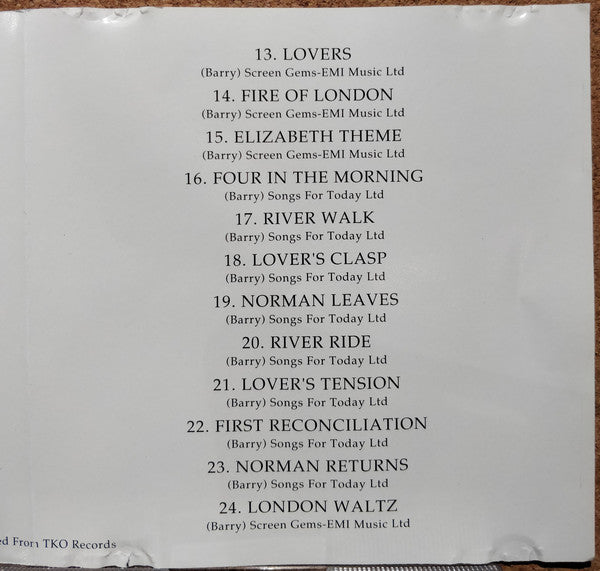 13. LOVERS
(Barry) Screen Gems-EMI Music Ltd
14. FIRE OF LONDON
(Barry) Screen Gems-EMI Music Ltd
15. ELIZABETH THEME
(Barry) Screen Gems-EMI Music Ltd
16. FOUR IN THE MORNING
(Barry) Songs For Today Ltd
17. RIVER WALK
(Barry) Songs For Today Ltd
18. LOVER'S CLASP
(Barry) Songs For Today Ltd
19. NORMAN LEAVES
(Barry) Songs For Today Ltd
20. RIVER RIDE
(Barry) Songs For Today Ltd
21. LOVER'S TENSION
(Barry) Songs For Today Ltd
22. FIRST RECONCILIATION
(Barry) Songs For Today Ltd
23. NORMAN RETURNS
(Barry) Songs For Today Ltd
24. LONDON WALTZ
(Barry) Screen Gems-EMI Music Ltd
From TKO Records